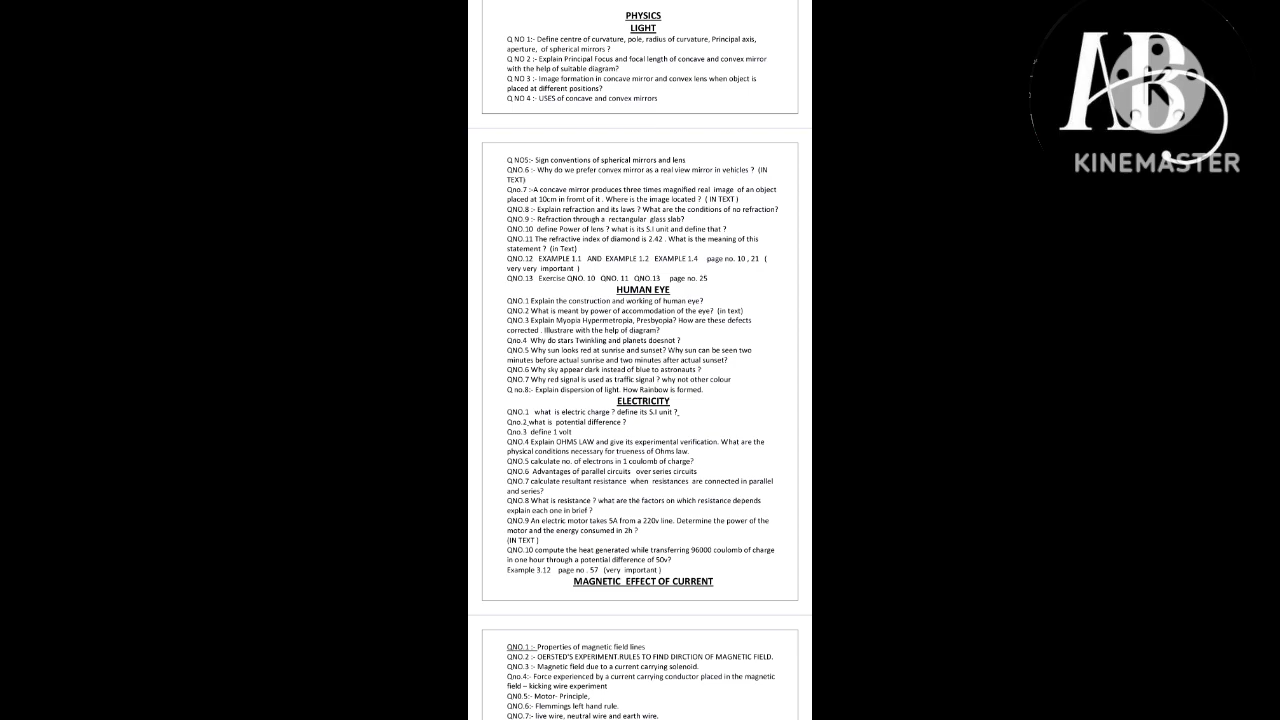 PHYSICS
LIGHT
Q NO 1:- Define centre of curvature, pole, radius of curvature, Principal axis,
aperture, of spherical mirrors ?
Q NO 2 :- Explain Principal Focus and focal length of concave and convex mirror
with the help of suitable diagram?
Q NO 3 :- Image formation in concave mirror and convex lens when object is
placed at different positions?
Q NO 4 :- USES of concave and convex mirrors
Q NO5:- Sign conventions of spherical mirrors and lens
QNO.6 :- Why do we prefer convex mirror as a real view mirror in vehicles ? (IN
TEXT)
Qno.7 :-A concave mirror produces three times magnified real image of an object
placed at 10cm in fromt of it . Where is the image located ? ( IN TEXT )
QNO.8 :- Explain refraction and its laws ? What are the conditions of no refraction?
QNO.9 :- Refraction through a rectangular glass slab?
QNO.10 define Power of lens ? what is its S.I unit and define that ?
QNO.11 The refractive index of diamond is 2.42 . What is the meaning of this
statement ? (in Text)
QNO.12 EXAMPLE 1.1 AND EXAMPLE 1.2 EXAMPLE 1.4 page no. 10 , 21 (
very very important )
QNO.13 Exercise QNO. 10 QNO. 11 QNO.13 page no. 25
HUMAN EYE
QNO.1 Explain the construction and working of human eye?
QNO.2 What is meant by power of accommodation of the eye? (in text)
QNO.3 Explain Myopia Hypermetropia, Presbyopia? How are these defects
corrected . Illustrare with the help of diagram?
Qno.4 Why do stars Twinkling and planets doesnot ?
QNO.5 Why sun looks red at sunrise and sunset? Why sun can be seen two
minutes before actual sunrise and two minutes after actual sunset?
QNO.6 Why sky appear dark instead of blue to astronauts ?
QNO.7 Why red signal is used as traffic signal ? why not other colour
Q no.8:- Explain dispersion of light. How Rainbow is formed.
ELECTRICITY
QNO.1 what is electric charge ? define its S.I unit ?
Qno.2 what is potential difference ?
Qno.3 define 1 volt
QNO.4 Explain OHMS LAW and give its experimental verification. What are the
physical conditions necessary for trueness of Ohms law.
QNO.5 calculate no. of electrons in 1 coulomb of charge?
QNO.6 Advantages of parallel circuits over series circuits
QNO.7 calculate resultant resistance when resistances are connected in parallel
and series?
QNO.8 What is resistance ? what are the factors on which resistance depends
explain each one in brief ?
QNO.9 An electric motor takes 5A from a 220v line. Determine the power of the
motor and the energy consumed in 2h ?
(IN TEXT )
QNO.10 compute the heat generated while transferring 96000 coulomb of charge
in one hour through a potential difference of 50v?
Example 3.12 page no . 57 (very important )
MAGNETIC EFFECT OF CURRENT
QNO.1 :- Properties of magnetic field lines
QNO.2 :- OERSTED'S EXPERIMENT.RULES TO FIND DIRCTION OF MAGNETIC FIELD.
QNO.3 :- Magnetic field due to a current carrying solenoid.
Qno.4:- Force experienced by a current carrying conductor placed in the magnetic
field – kicking wire experiment
QN0.5:- Motor- Principle,
QNO.6:- Flemmings left hand rule.
QNO.7:- live wire, neutral wire and earth wire.
AB
K
KINEMASTER